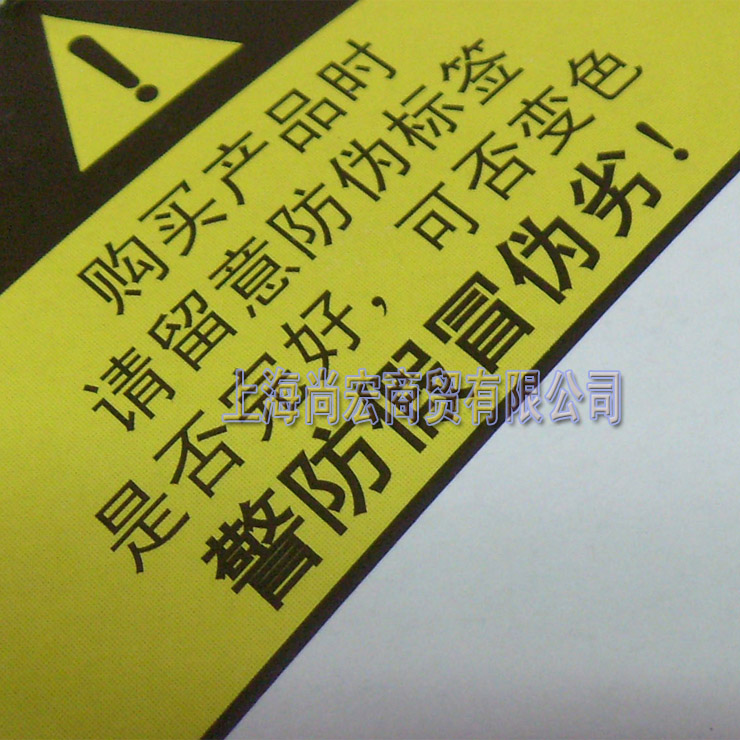 购买产品时
请留意防伪标签
是否完好，可否变色
警防假冒伪劣！
上海尚宏商贸有限公司